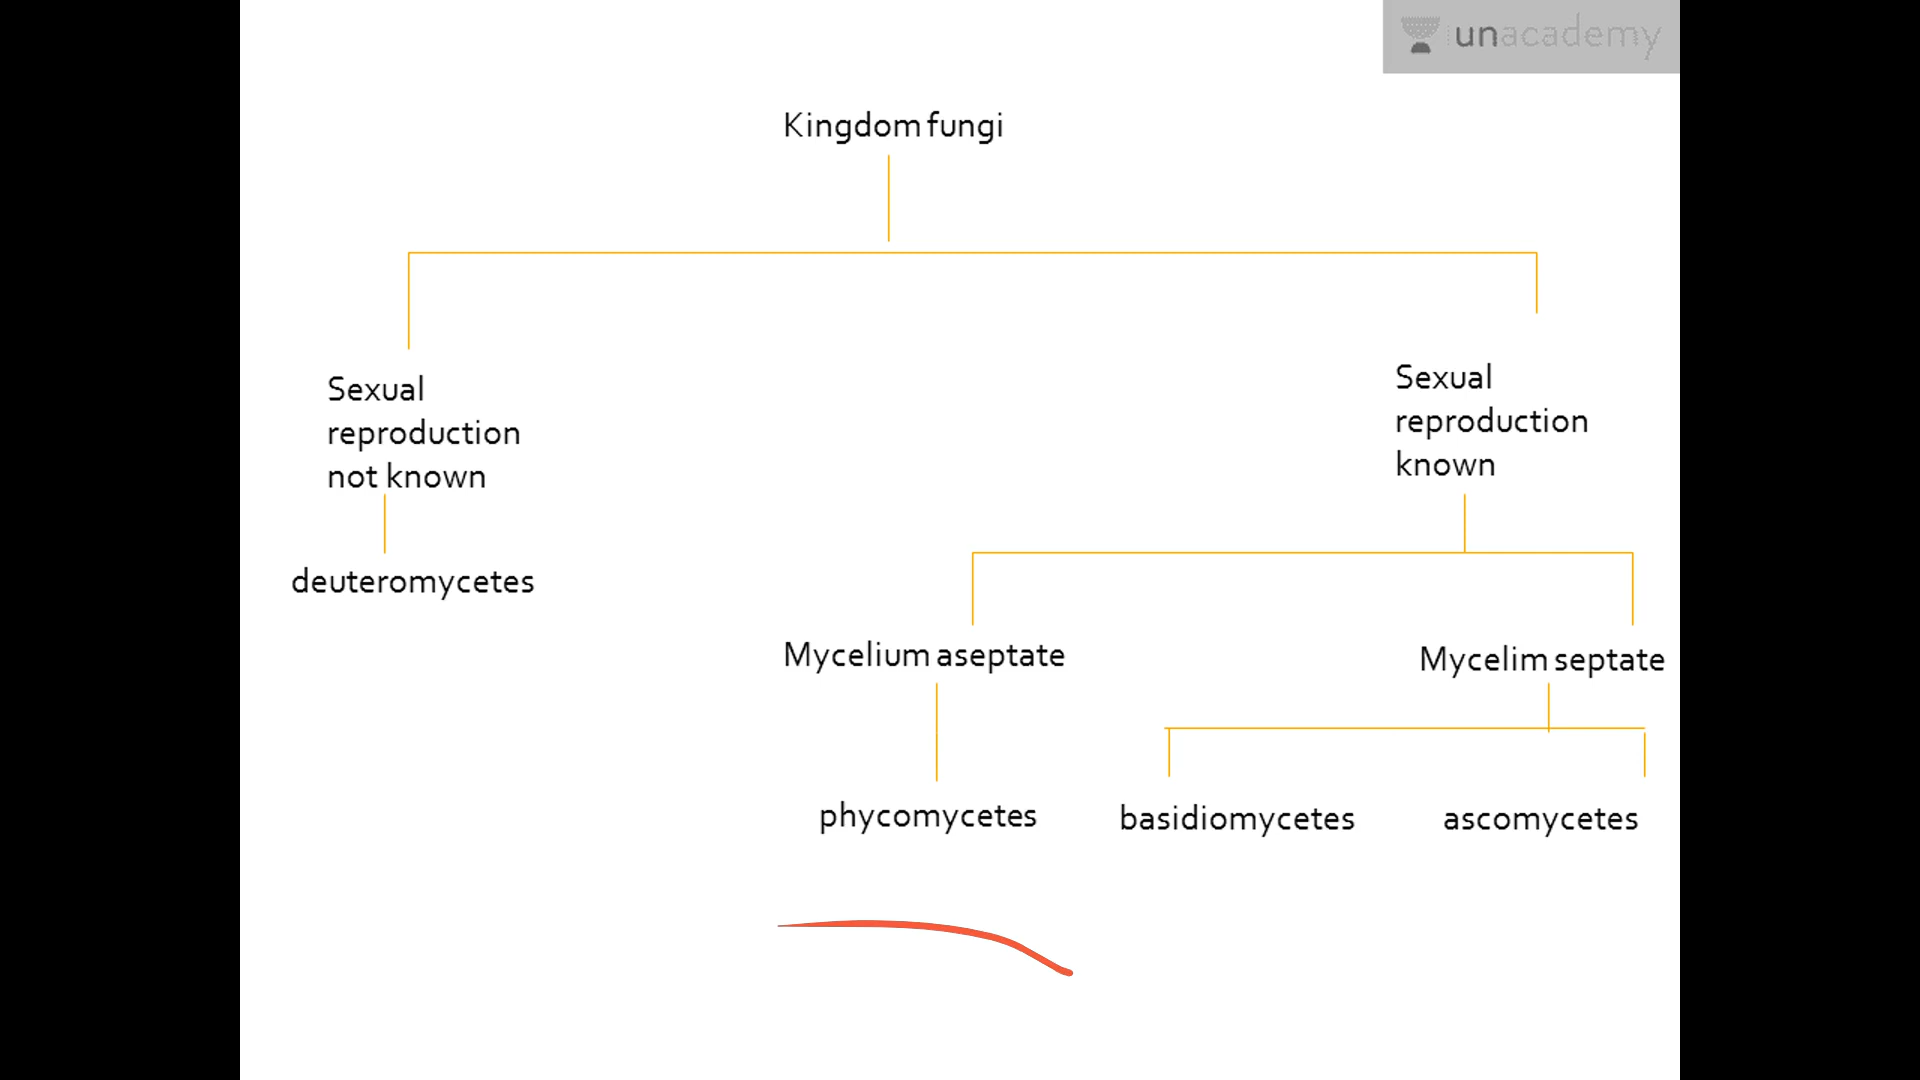 unacademy
Kingdom fungi
Sexual
reproduction
not known
Sexual
reproduction
known
deuteromycetes
Mycelium aseptate
Mycelim septate
phycomycetes
basidiomycetes
ascomycetes